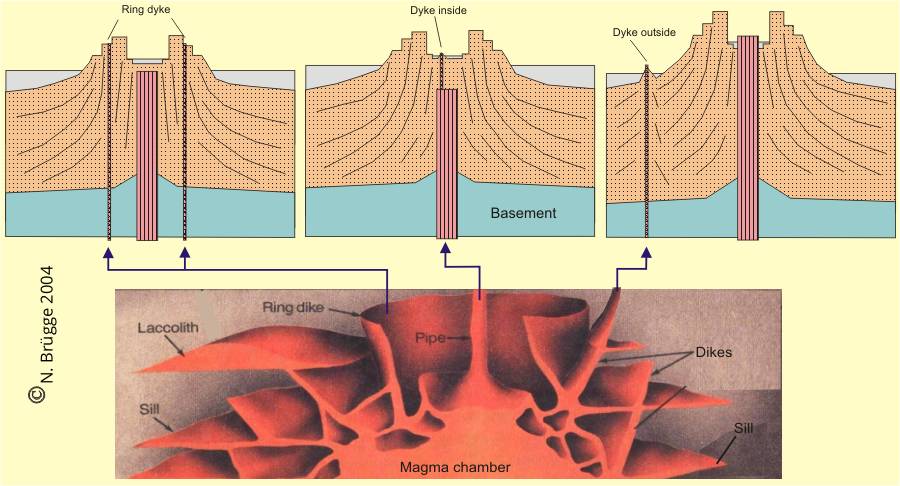 Ring dyke
Dyke inside
Dyke outside
Basement
© N. Brügge 2004
Ring dike
Laccolith
Pipe
Dikes
Sill
Sill
Magma chamber